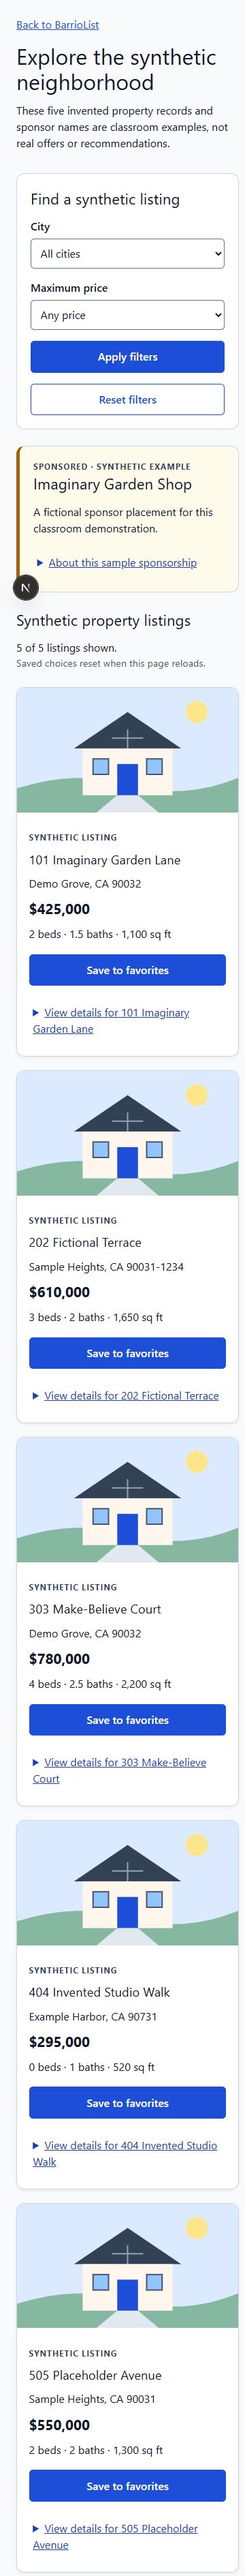 Back to BarrioList
Explore the synthetic
neighborhood
These five invented property records and
sponsor names are classroom examples, not
real offers or recommendations.
Find a synthetic listing
City
All cities
Maximum price
Any price
Apply filters
Reset filters
SPONSORED · SYNTHETIC EXAMPLE
Imaginary Garden Shop
A fictional sponsor placement for this
classroom demonstration.
About this sample sponsorship
N
Synthetic property listings
5 of 5 listings shown.
Saved choices reset when this page reloads.
SYNTHETIC LISTING
101 Imaginary Garden Lane
Demo Grove, CA 90032
$425,000
2 beds · 1.5 baths · 1,100 sq ft
Save to favorites
View details for 101 Imaginary
Garden Lane
SYNTHETIC LISTING
202 Fictional Terrace
Sample Heights, CA 90031-1234
$610,000
3 beds · 2 baths · 1,650 sq ft
Save to favorites
View details for 202 Fictional Terrace
SYNTHETIC LISTING
303 Make-Believe Court
Demo Grove, CA 90032
$780,000
4 beds · 2.5 baths · 2,200 sq ft
Save to favorites
View details for 303 Make-Believe
Court
SYNTHETIC LISTING
404 Invented Studio Walk
Example Harbor, CA 90731
$295,000
0 beds · 1 baths · 520 sq ft
Save to favorites
View details for 404 Invented Studio
Walk
SYNTHETIC LISTING
505 Placeholder Avenue
Sample Heights, CA 90031
$550,000
2 beds · 2 baths · 1,300 sq ft
Save to favorites
View details for 505 Placeholder
Avenue